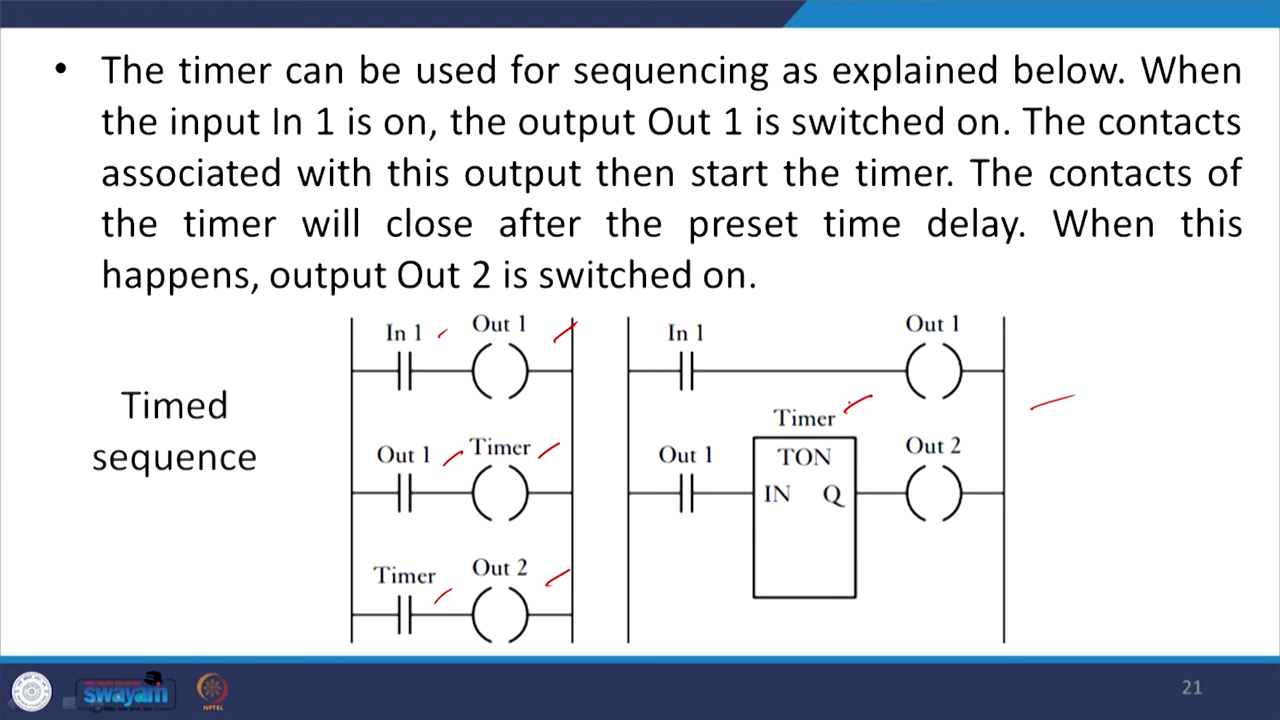 • The timer can be used for sequencing as explained below. When
the input In 1 is on, the output Out 1 is switched on. The contacts
associated with this output then start the timer. The contacts of
the timer will close after the preset time delay. When this
happens, output Out 2 is switched on.
Timed
sequence
In 1
Out 1
Out 1
Timer
Timer
Out 2
In 1
Out 1
Timer
Out 1
TON
Out 2
IN Q
swayam
NPTEL
21